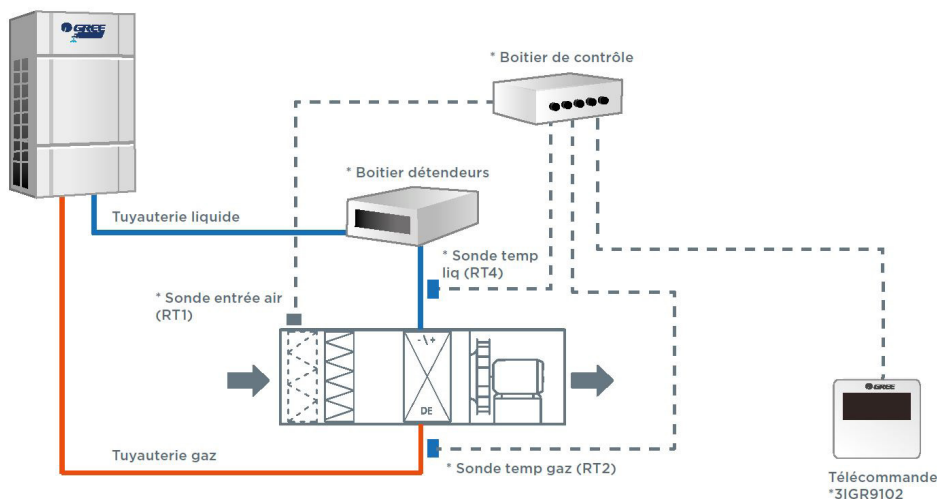 GREE
* Boitier de contrôle
* Boitier détendeurs
Tuyauterie liquide
* Sonde temp
liq (RT4)
* Sonde entrée air
(RT1)
- \ +
DE
GREE
Tuyauterie gaz
* Sonde temp gaz (RT2)
Télécommande
*3IGR9102